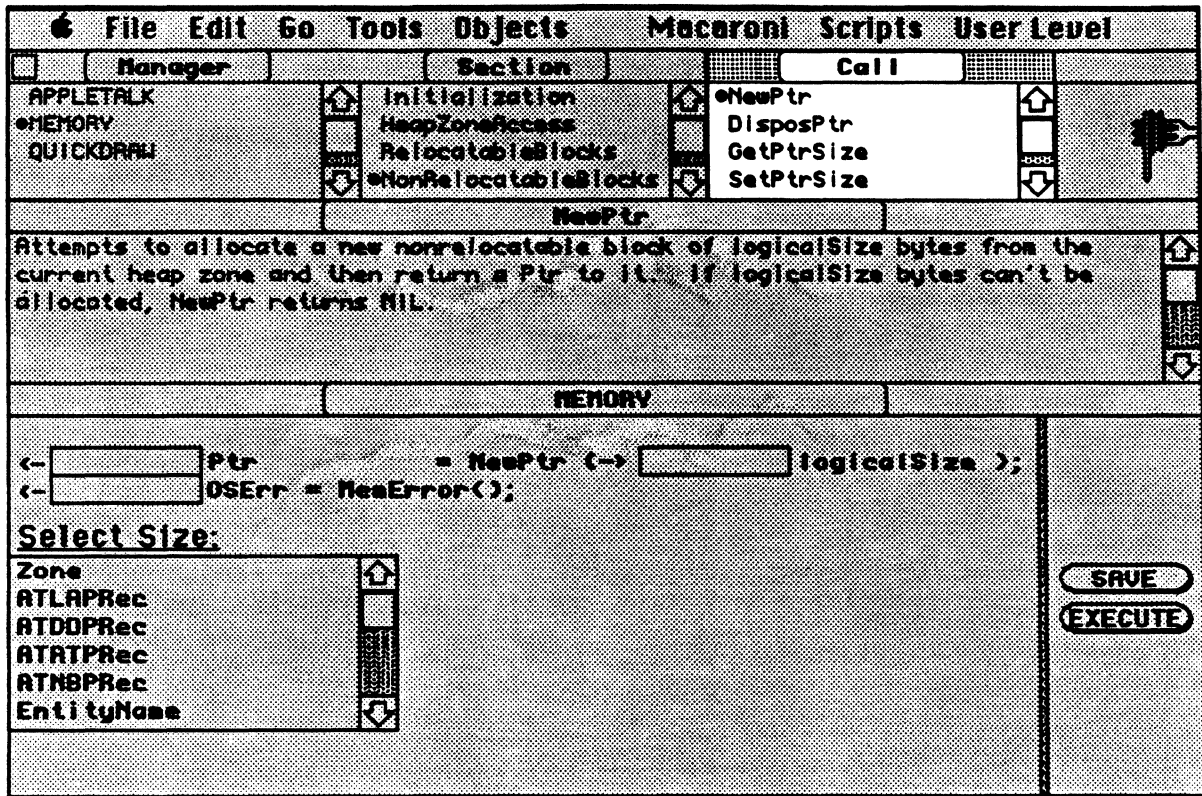 File Edit Go Tools Objects Macaroni Scripts User Level
Manager Section Call
APPLETALK
•MEMORY
QUICKDRAW
Initialization
HeapZoneAccess
RelocatableBlocks
•NonRelocatableBlocks
•NewPtr
DisposPtr
GetPtrSize
SetPtrSize
NewPtr
Attempts to allocate a new nonrelocatable block of logicalSize bytes from the
current heap zone and then return a Ptr to it. If logicalSize bytes can't be
allocated, NewPtr returns NIL.
MEMORY
<- Ptr = NewPtr (-> logicalSize );
<- OSErr = MemError();
Select Size:
Zone
ATLAPRec
ATDDPRec
ATATPRec
ATNBPRec
EntityName
SAVE
EXECUTE